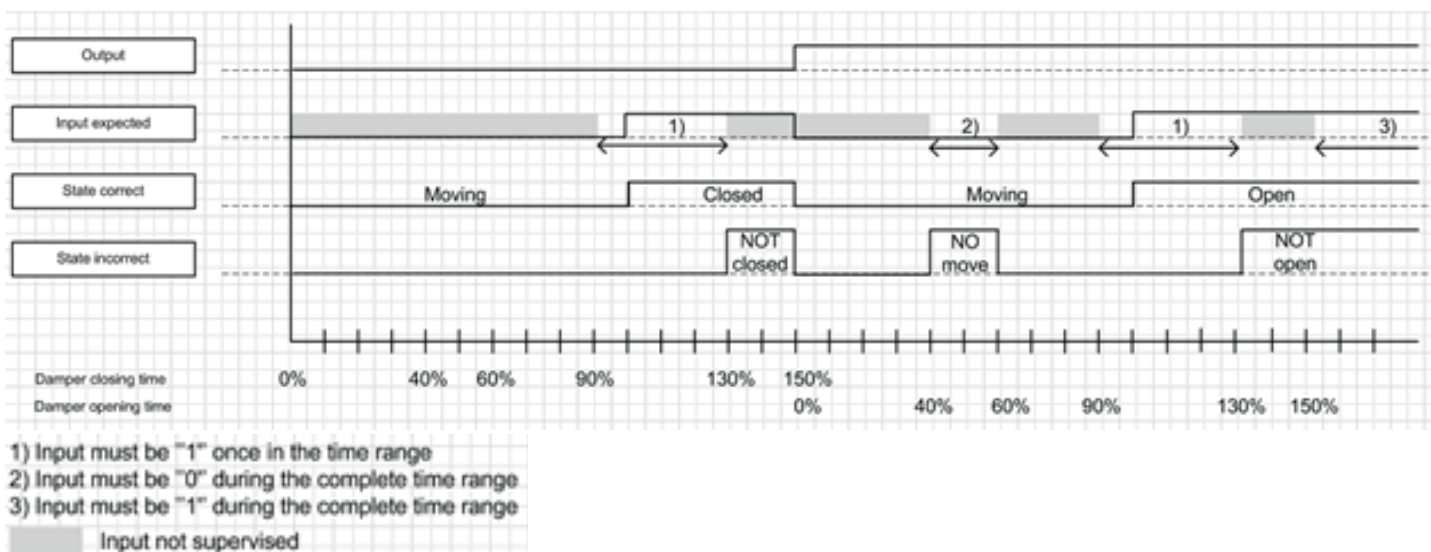 Output
Input expected
1) 2) 1) 3)
State correct
Moving Closed Moving Open
State incorrect
NOT closed
NO move
NOT open
Damper closing time 0% 40% 60% 90% 130% 150%
Damper opening time 0% 40% 60% 90% 130% 150%
1) Input must be '"1" once in the time range
2) Input must be "0" during the complete time range
3) Input must be "1" during the complete time range
Input not supervised